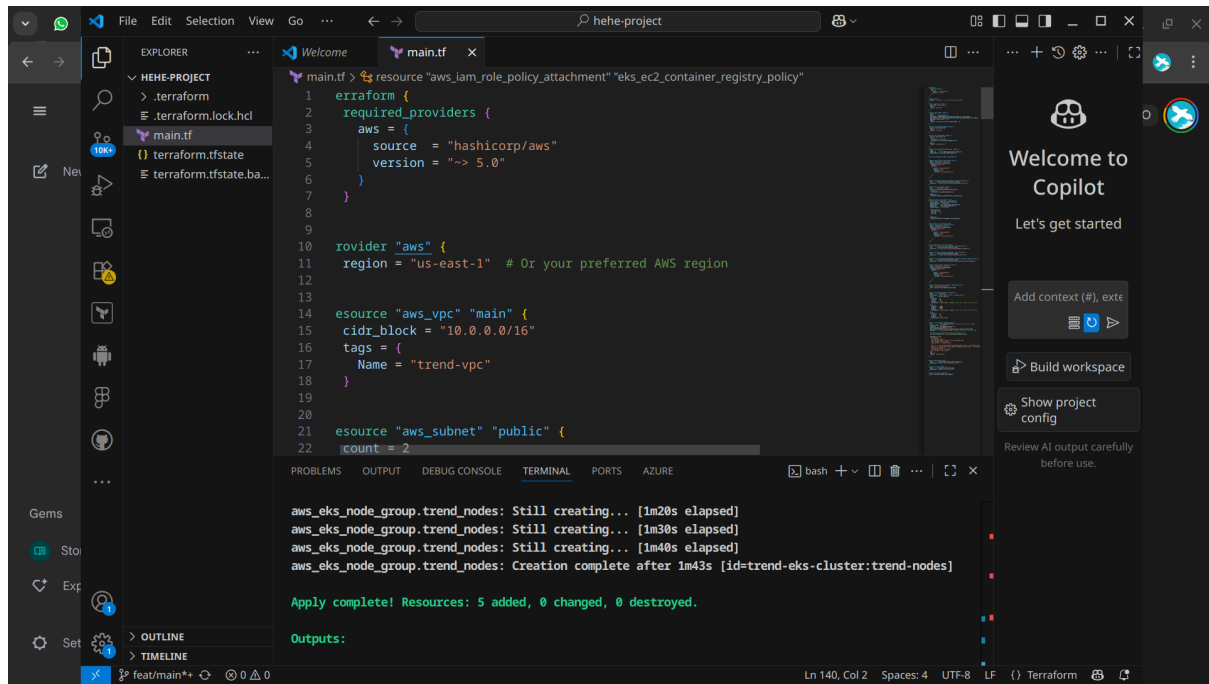 File Edit Selection View Go ··· hehe-project
EXPLORER ···
HEHE-PROJECT
.terraform
.terraform.lock.hcl
main.tf
terraform.tfstate
terraform.tfstate.ba...
OUTLINE
TIMELINE
10K+
1
1
New
Gems
Welcome
main.tf
main.tf > resource "aws_iam_role_policy_attachment" "eks_ec2_container_registry_policy"
1 erraform {
2 required_providers {
3 aws = {
4 source = "hashicorp/aws"
5 version = "~> 5.0"
6 }
7 }
8
9
10 rovider "aws" {
11 region = "us-east-1" # Or your preferred AWS region
12
13
14 esource "aws_vpc" "main" {
15 cidr_block = "10.0.0.0/16"
16 tags = {
17 Name = "trend-vpc"
18 }
19
20
21 esource "aws_subnet" "public" {
22 count = 2
PROBLEMS OUTPUT DEBUG CONSOLE TERMINAL PORTS AZURE bash
aws_eks_node_group.trend_nodes: Still creating... [1m20s elapsed]
aws_eks_node_group.trend_nodes: Still creating... [1m30s elapsed]
aws_eks_node_group.trend_nodes: Still creating... [1m40s elapsed]
aws_eks_node_group.trend_nodes: Creation complete after 1m43s [id=trend-eks-cluster:trend-nodes]
Apply complete! Resources: 5 added, 0 changed, 0 destroyed.
Outputs:
Welcome to
Copilot
Let's get started
Add context (#), exte
Build workspace
Show project
config
Review AI output carefully
before use.
feat/main*+ 0 0 Ln 140, Col 2 Spaces: 4 UTF-8 LF {} Terraform